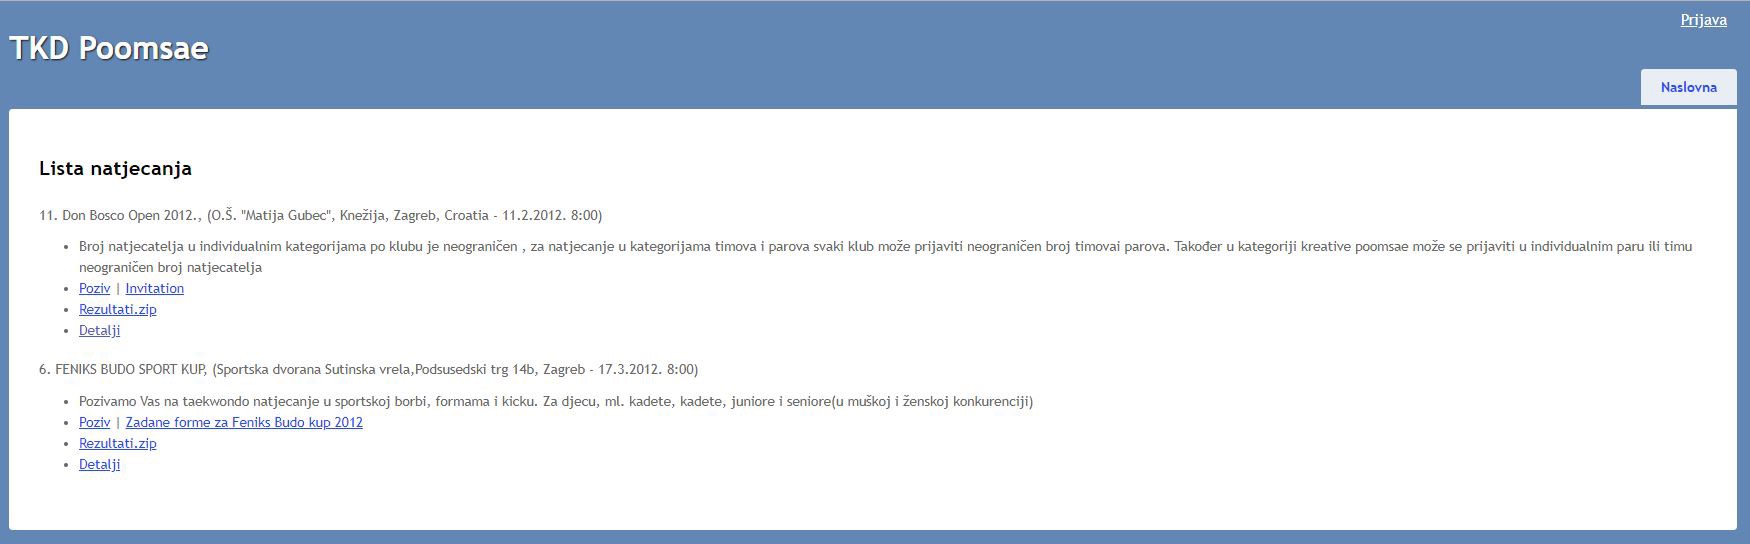 Prijava
TKD Poomsae
Naslovna
Lista natjecanja
11. Don Bosco Open 2012., (O.Š. "Matija Gubec", Knežija, Zagreb, Croatia - 11.2.2012. 8:00)
Broj natjecatelja u individualnim kategorijama po klubu je neograničen , za natjecanje u kategorijama timova i parova svaki klub može prijaviti neograničen broj timovai parova. Također u kategoriji kreative poomsae može se prijaviti u individualnim paru ili timu
neograničen broj natjecatelja
Poziv | Invitation
Rezultati.zip
Detalji
6. FENIKS BUDO SPORT KUP, (Sportska dvorana Sutinska vrela,Podsusedski trg 14b, Zagreb - 17.3.2012. 8:00)
Pozivamo Vas na taekwondo natjecanje u sportskoj borbi, formama i kicku. Za djecu, ml. kadete, kadete, juniore i seniore(u muškoj i ženskoj konkurenciji)
Poziv | Zadane forme za Feniks Budo kup 2012
Rezultati.zip
Detalji